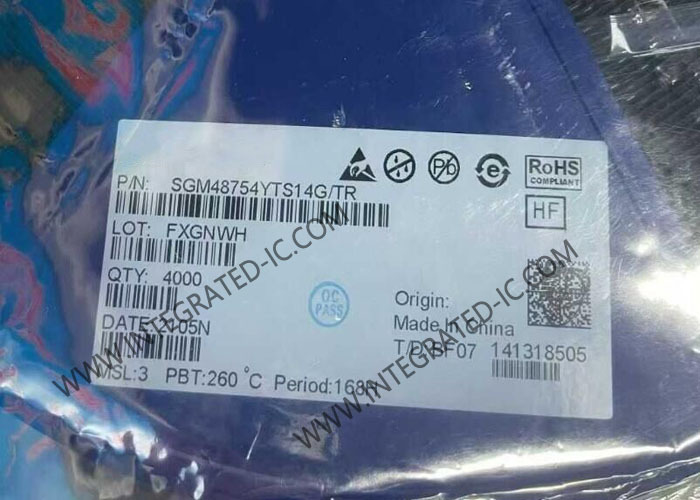 P/N: SGM48754YTS14G/TR
LOT: FXGNWH
QTY: 4000
DATE:
MSL:3 PBT:260 °C Period:168H
Pb
e
RoHS
COMPLIANT
HF
QC
PASS
Origin:
Made In China
141318505
WWW.INTEGRATED-IC.COM
WWW.INTEGRATED-IC.COM